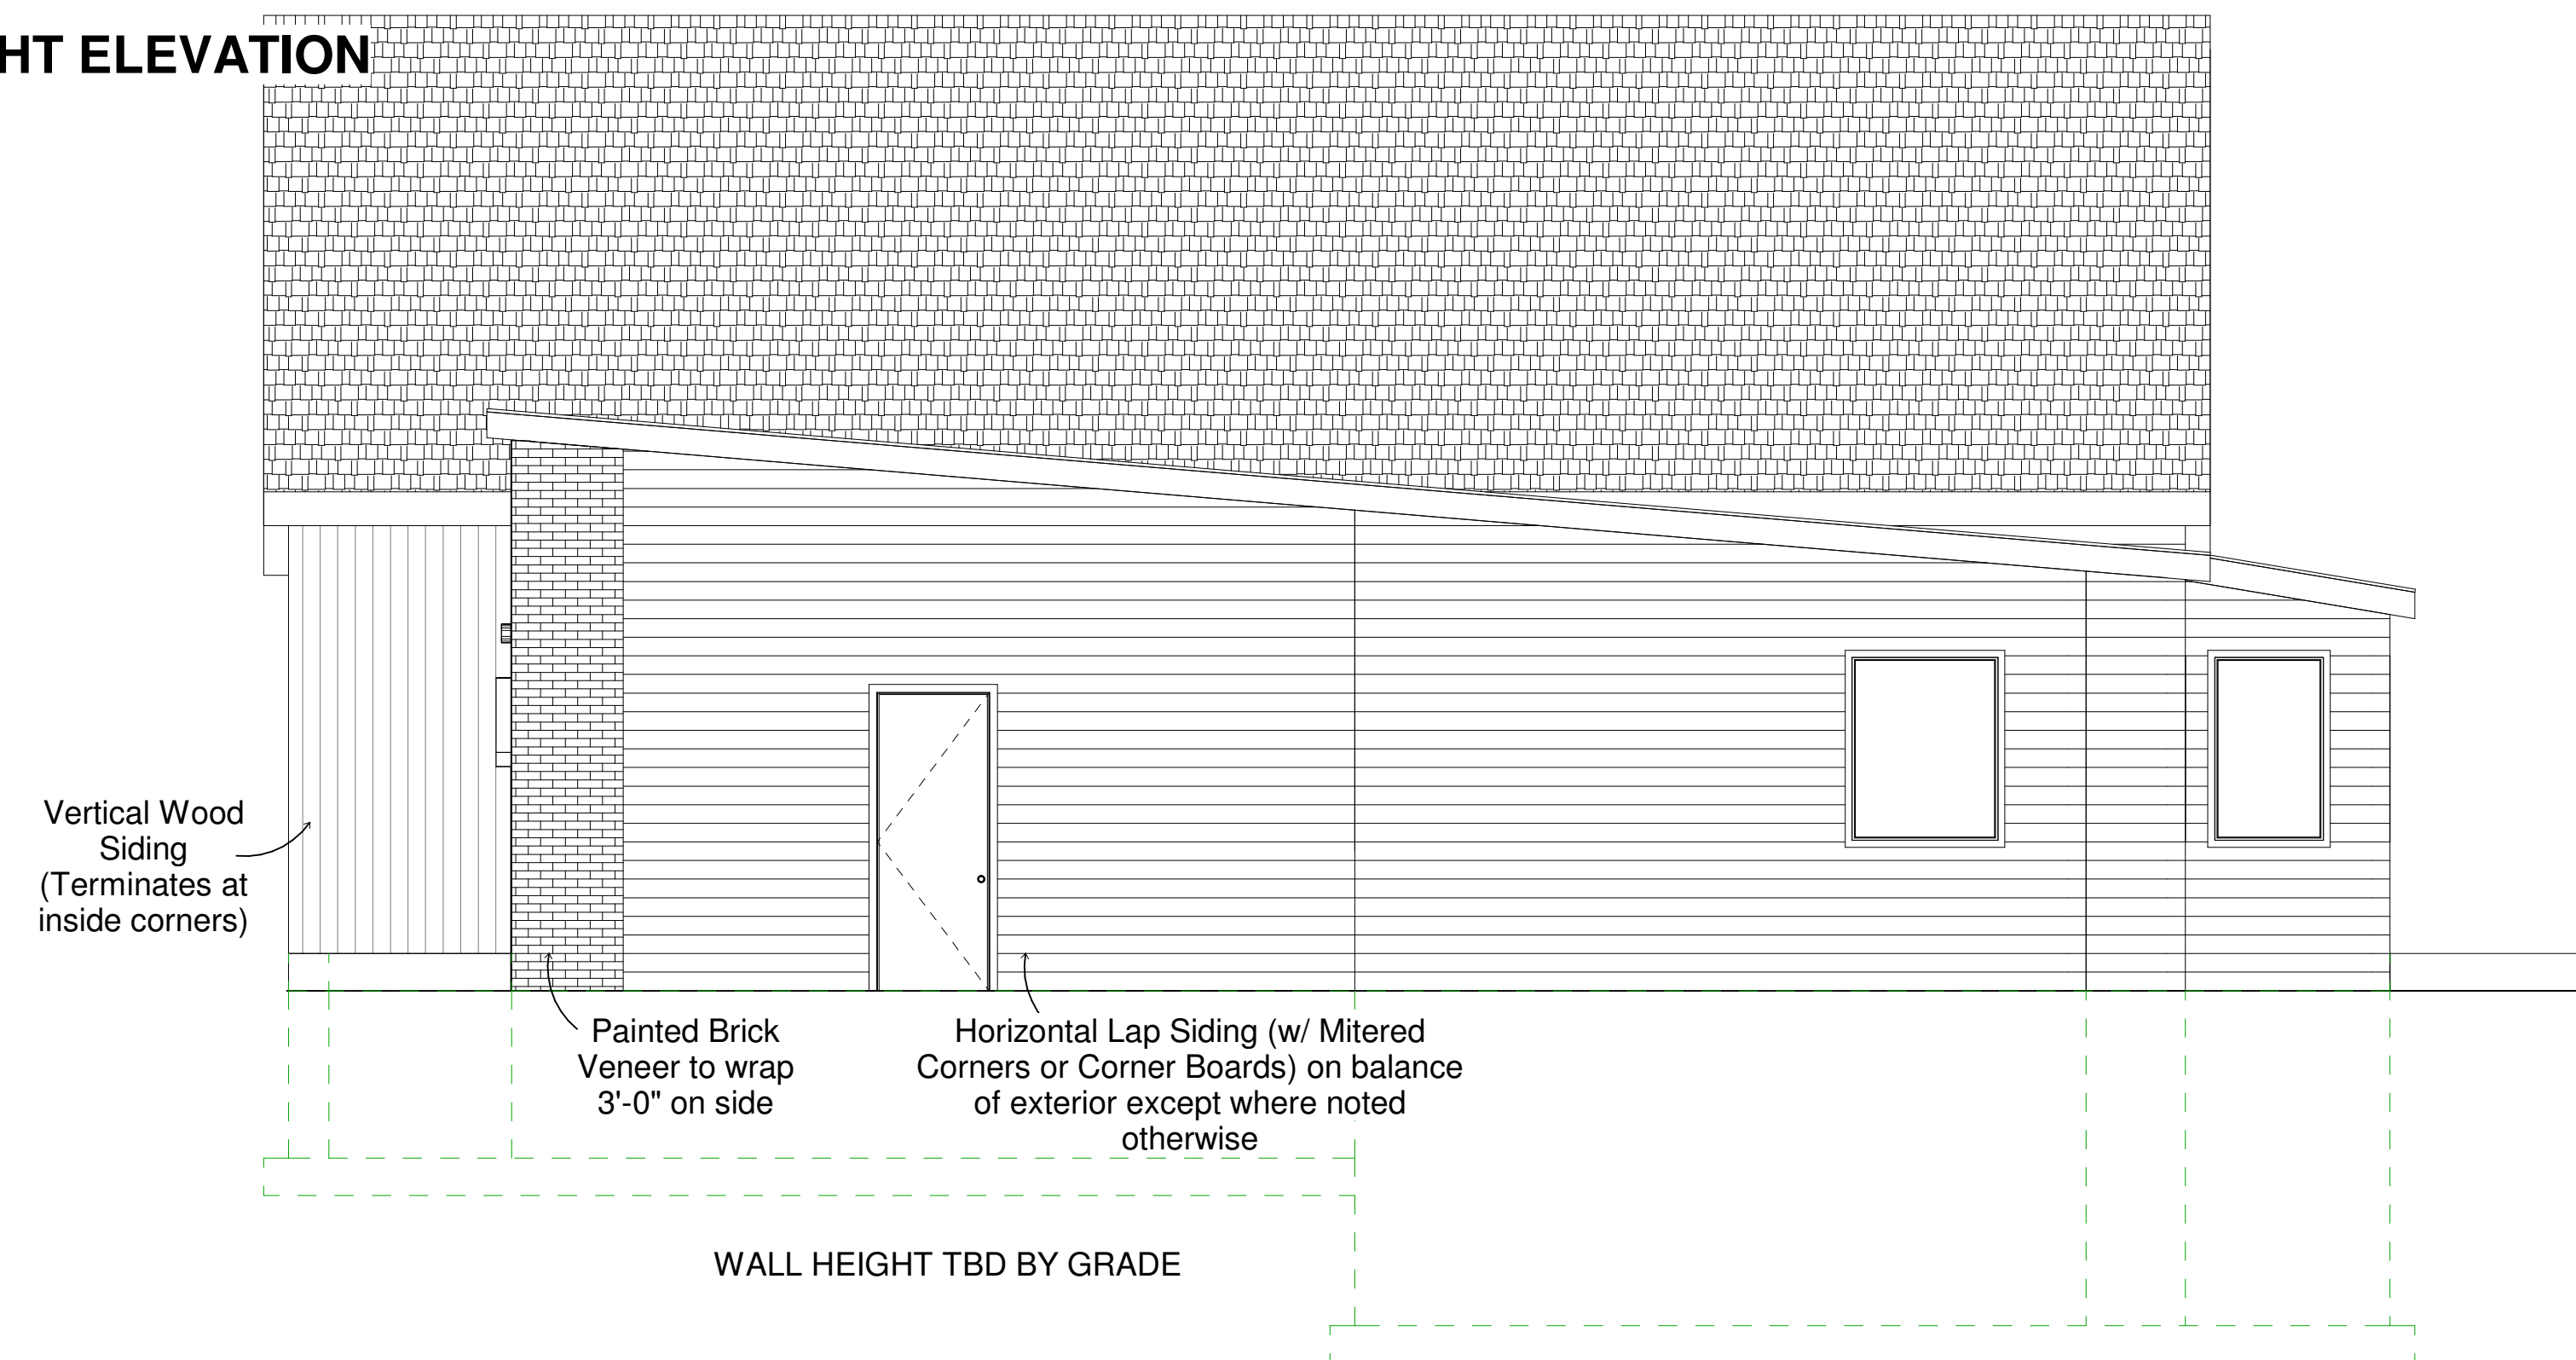 HT ELEVATION
Vertical Wood
Siding
(Terminates at
inside corners)
Painted Brick
Veneer to wrap
3'-0" on side
Horizontal Lap Siding (w/ Mitered
Corners or Corner Boards) on balance
of exterior except where noted
otherwise
WALL HEIGHT TBD BY GRADE